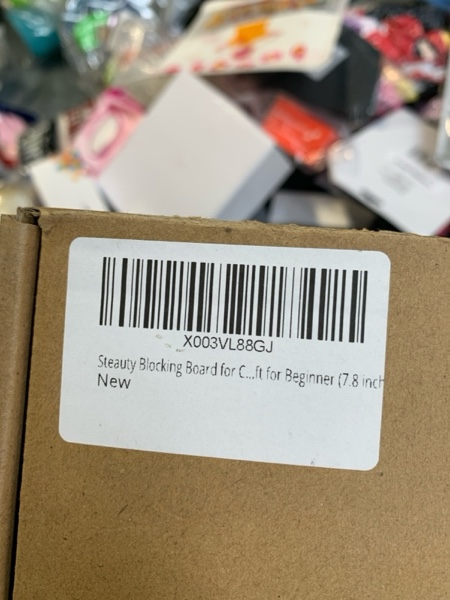 X003VL88GJ
Steauty Blocking Board for C...ft for Beginner (7.8 inch
New